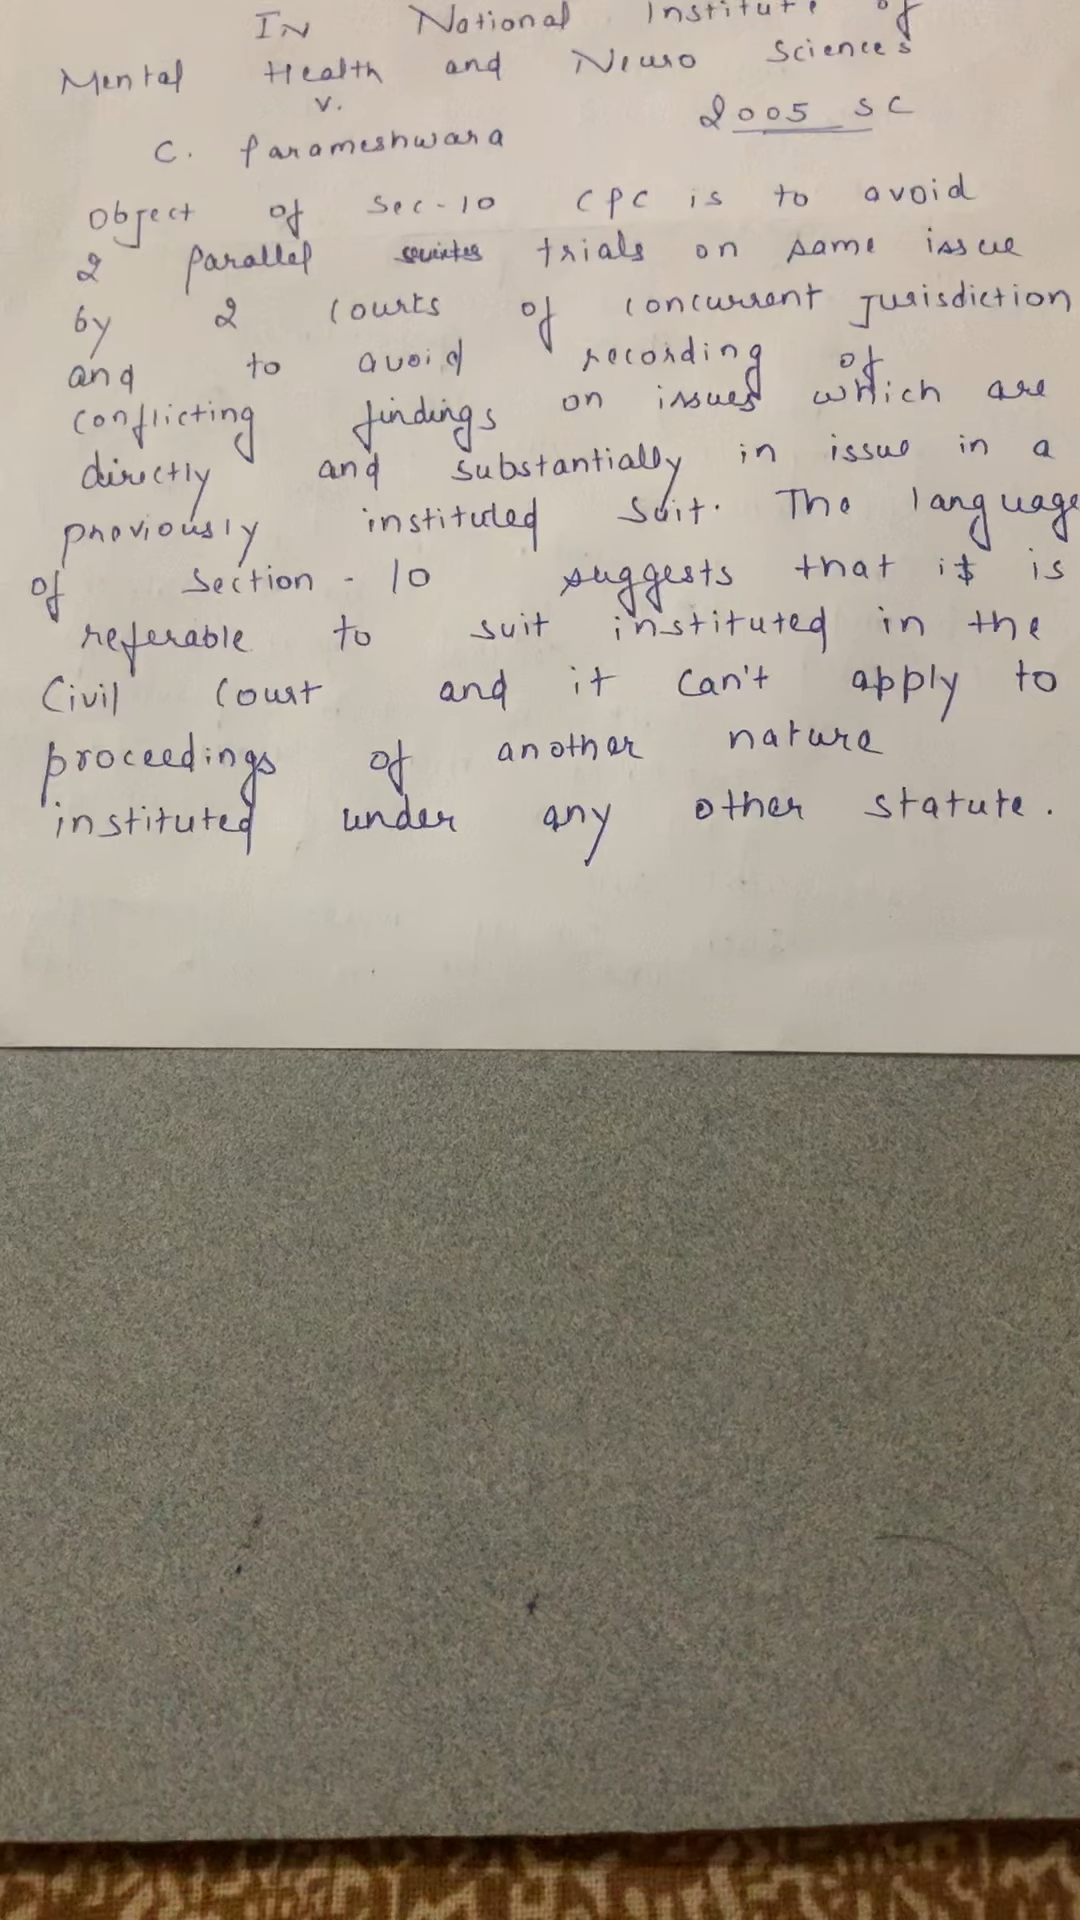 IN National Institute of
Mental Health and Neuro Sciences
v.
C. Parameshwara 2005 SC
Object of Sec-10 CPC is to avoid
2 parallel trials on same issue
by 2 courts of concurrent jurisdiction
and to avoid recording of
conflicting findings on issues which are
directly and substantially in issue in a
previously instituted suit. The language
of Section - 10 suggests that it is
referable to suit instituted in the
Civil Court and it can't apply to
proceedings of another nature
instituted under any other statute.